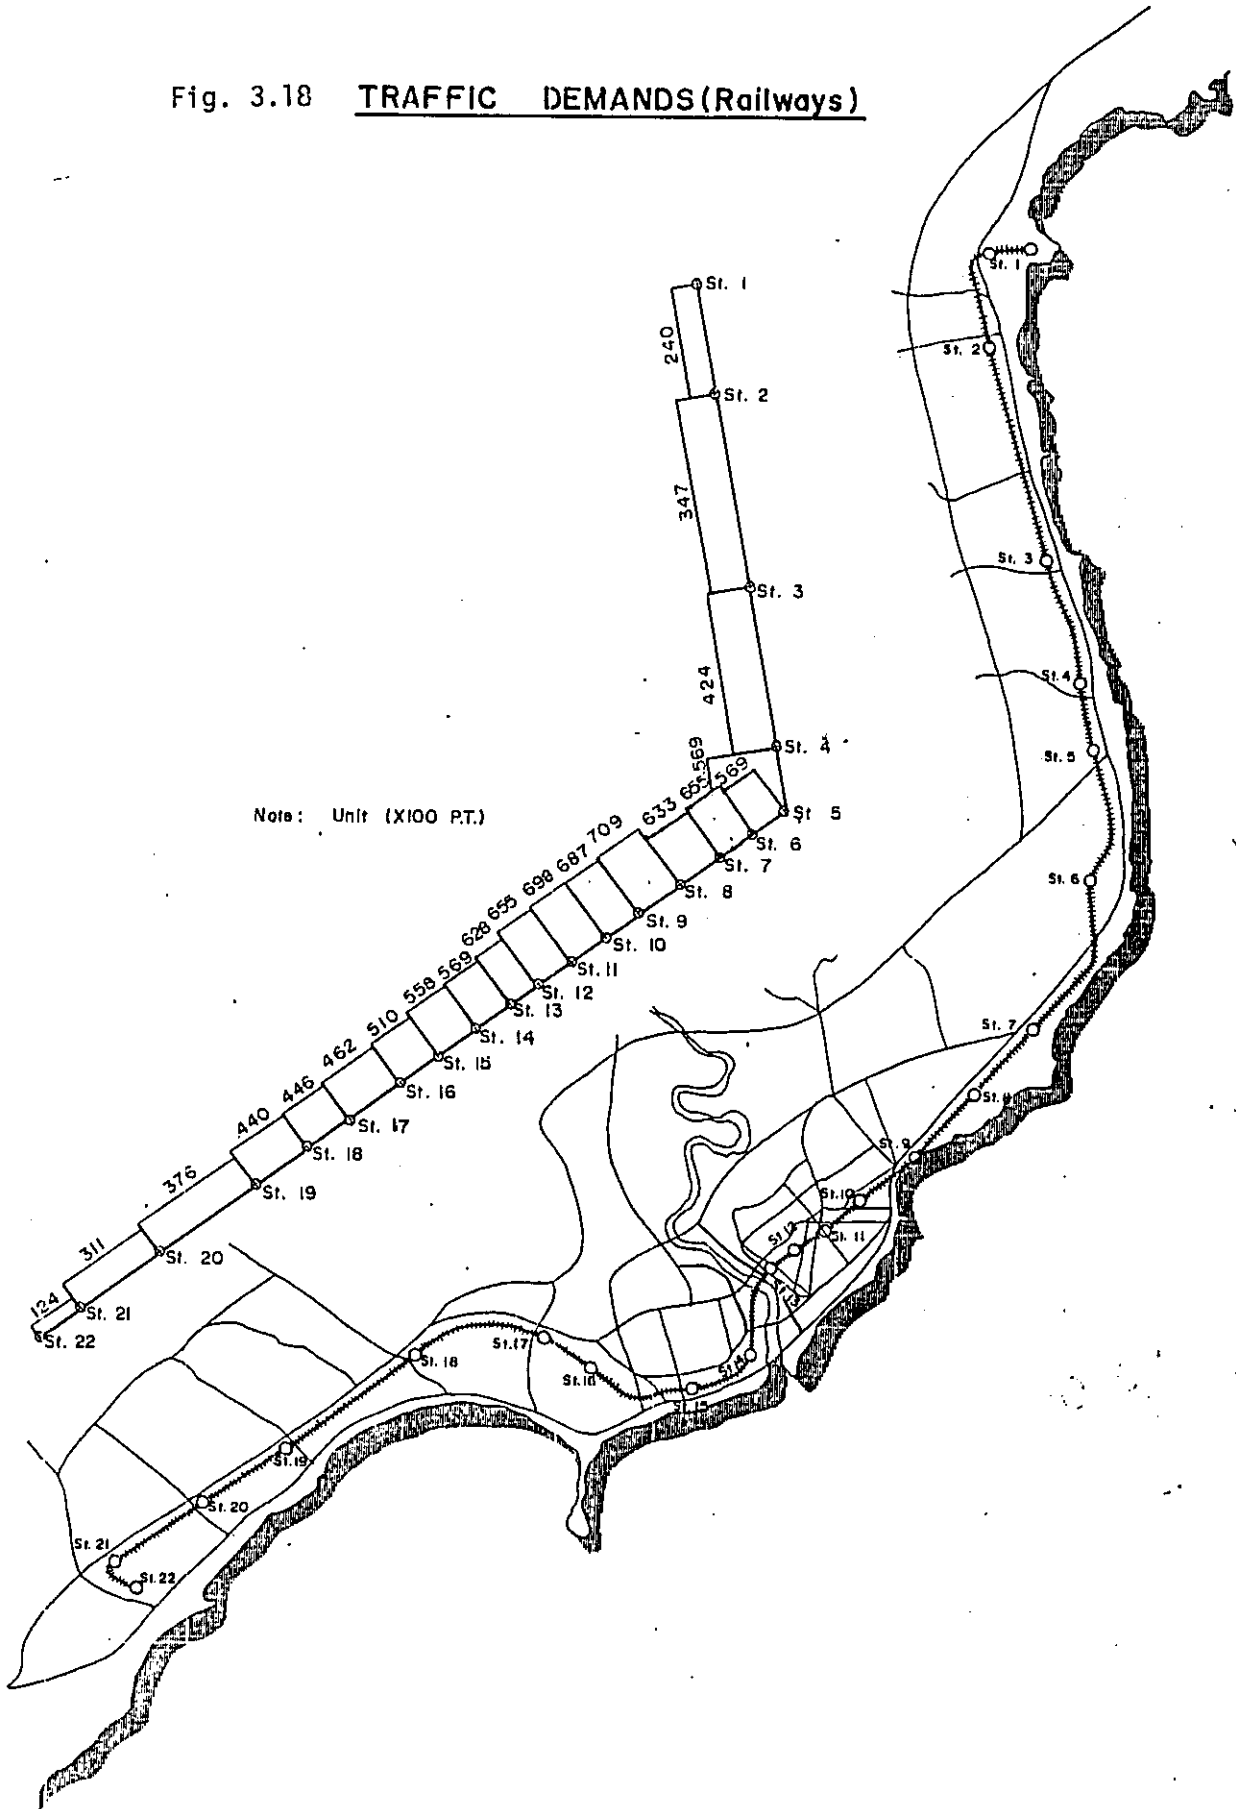 Fig. 3.18 TRAFFIC DEMANDS(Railways)
St. 1
240
St. 2
347
St. 3
424
St. 4
569
St 5
569
St. 6
655
St. 7
633
St. 8
709
St. 9
687
St. 10
698
St. 11
655
St. 12
628
St. 13
569
St. 14
558
St. 15
510
St. 16
462
St. 17
446
St. 18
440
St. 19
376
St. 20
311
St. 21
124
St. 22
Note: Unit (X100 P.T.)
St. 1
St. 2
St. 3
St. 4
St. 5
St. 6
St. 7
St. 8
St. 9
St. 10
St. 11
St. 12
St. 13
St. 14
St. 15
St. 16
St. 17
St. 18
St. 19
St. 20
St. 21
St. 22